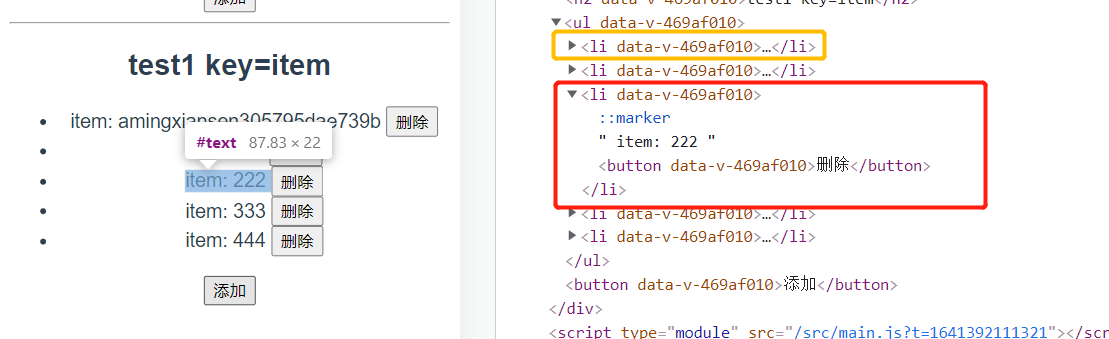 添加
test1 key=item
item: amingxiansen305795dae739b 删除
#text 87.83 × 22
item: 222 删除
item: 333 删除
item: 444 删除
添加
<h2 data-v-469af010>test1 key=item</h2>
▼<ul data-v-469af010>
▶<li data-v-469af010>…</li>
▶<li data-v-469af010>…</li>
▼<li data-v-469af010>
::marker
" item: 222 "
<button data-v-469af010>删除</button>
</li>
▶<li data-v-469af010>…</li>
▶<li data-v-469af010>…</li>
</ul>
<button data-v-469af010>添加</button>
</div>
<script type="module" src="/src/main.js?t=1641392111321"></scr